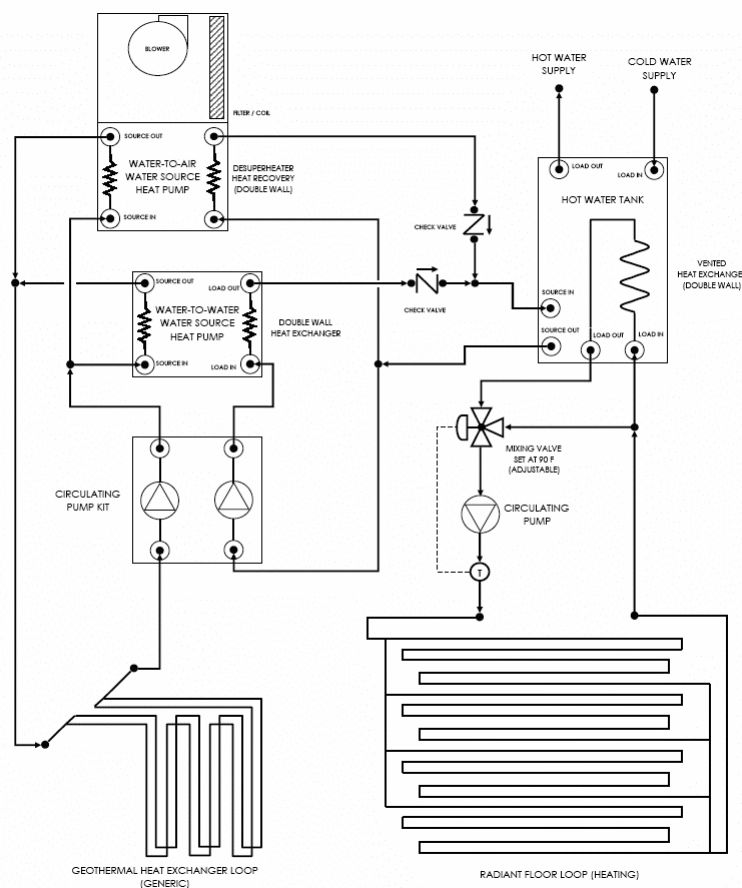 BLOWER
FILTER / COIL
SOURCE OUT
WATER-TO-AIR
WATER SOURCE
HEAT PUMP
SOURCE IN
DESUPERHEATER
HEAT RECOVERY
(DOUBLE WALL)
HOT WATER
SUPPLY
COLD WATER
SUPPLY
LOAD OUT
LOAD IN
HOT WATER TANK
VENTED
HEAT EXCHANGER
(DOUBLE WALL)
SOURCE IN
SOURCE OUT
LOAD OUT
LOAD IN
CHECK VALVE
CHECK VALVE
SOURCE OUT
LOAD OUT
WATER-TO-WATER
WATER SOURCE
HEAT PUMP
SOURCE IN
LOAD IN
DOUBLE WALL
HEAT EXCHANGER
CIRCULATING
PUMP KIT
MIXING VALVE
SET AT 90 F
(ADJUSTABLE)
CIRCULATING
PUMP
T
GEOTHERMAL HEAT EXCHANGER LOOP
(GENERIC)
RADIANT FLOOR LOOP (HEATING)